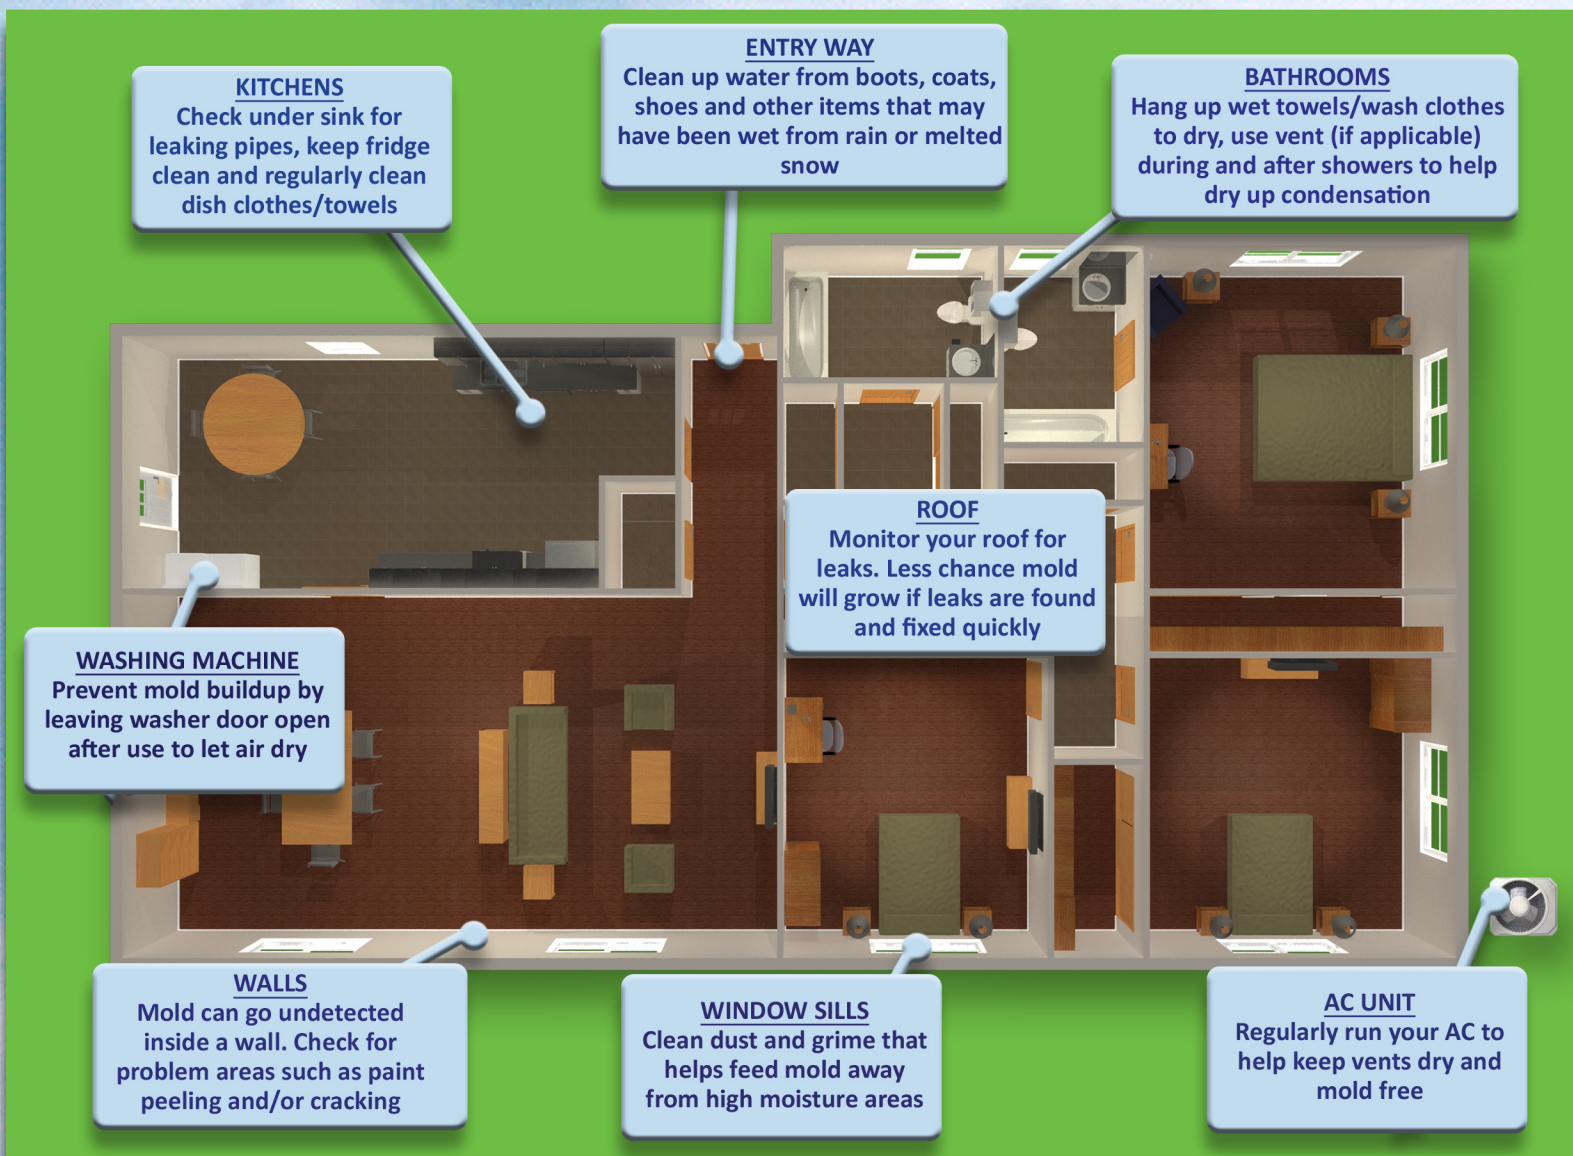 KITCHENS
Check under sink for
leaking pipes, keep fridge
clean and regularly clean
dish clothes/towels
ENTRY WAY
Clean up water from boots, coats,
shoes and other items that may
have been wet from rain or melted
snow
BATHROOMS
Hang up wet towels/wash clothes
to dry, use vent (if applicable)
during and after showers to help
dry up condensation
ROOF
Monitor your roof for
leaks. Less chance mold
will grow if leaks are found
and fixed quickly
WASHING MACHINE
Prevent mold buildup by
leaving washer door open
after use to let air dry
WALLS
Mold can go undetected
inside a wall. Check for
problem areas such as paint
peeling and/or cracking
WINDOW SILLS
Clean dust and grime that
helps feed mold away
from high moisture areas
AC UNIT
Regularly run your AC to
help keep vents dry and
mold free